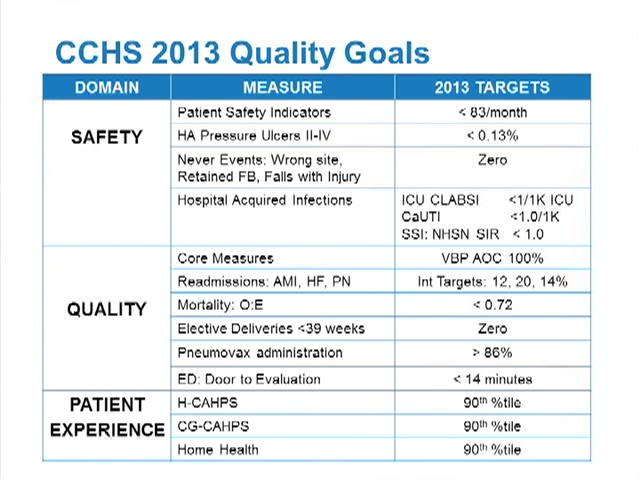 CCHS 2013 Quality Goals
DOMAIN MEASURE 2013 TARGETS
SAFETY
Patient Safety Indicators < 83/month
HA Pressure Ulcers II-IV < 0.13%
Never Events: Wrong site, Zero
Retained FB, Falls with Injury
Hospital Acquired Infections ICU CLABSI <1/1K ICU
CaUTI <1.0/1K
SSI: NHSN SIR < 1.0
QUALITY
Core Measures VBP AOC 100%
Readmissions: AMI, HF, PN Int Targets: 12, 20, 14%
Mortality: O:E < 0.72
Elective Deliveries <39 weeks Zero
Pneumovax administration > 86%
ED: Door to Evaluation < 14 minutes
PATIENT
EXPERIENCE
H-CAHPS 90th %tile
CG-CAHPS 90th %tile
Home Health 90th %tile